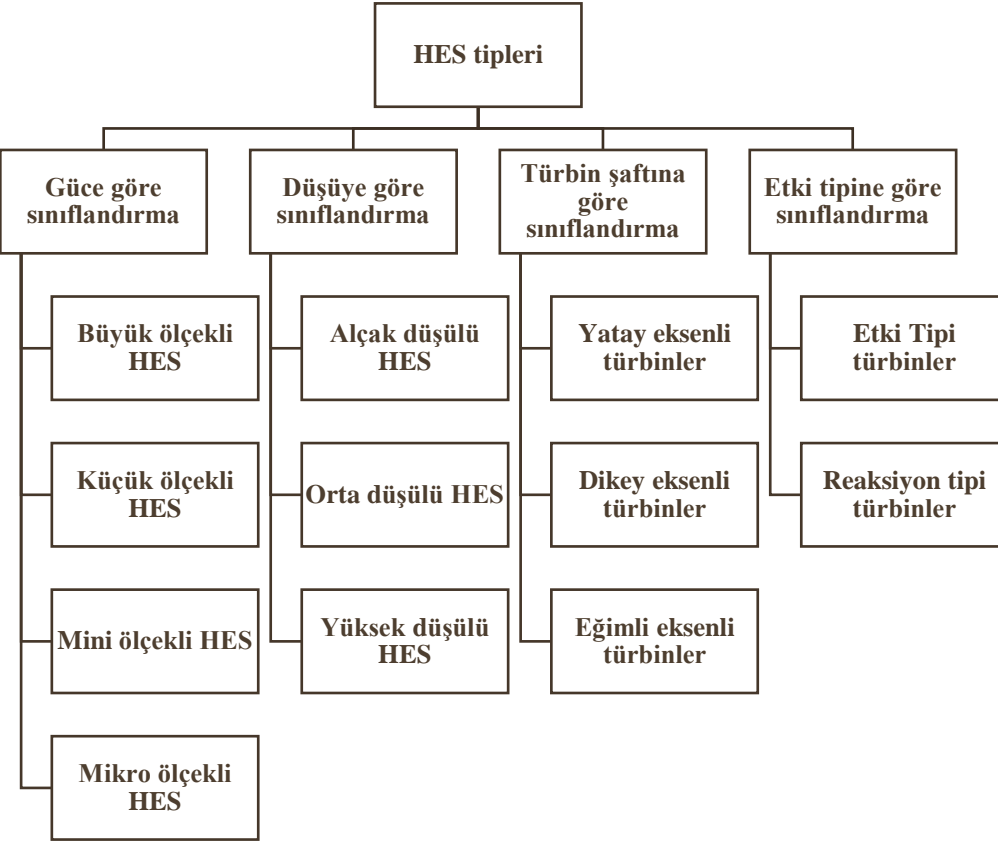 HES tipleri
Güce göre
sınıflandırma
Büyük ölçekli
HES
Küçük ölçekli
HES
Mini ölçekli HES
Mikro ölçekli
HES
Düşüye göre
sınıflandırma
Alçak düşülü
HES
Orta düşülü HES
Yüksek düşülü
HES
Türbin şaftına
göre
sınıflandırma
Yatay eksenli
türbinler
Dikey eksenli
türbinler
Eğimli eksenli
türbinler
Etki tipine göre
sınıflandırma
Etki Tipi
türbinler
Reaksiyon tipi
türbinler